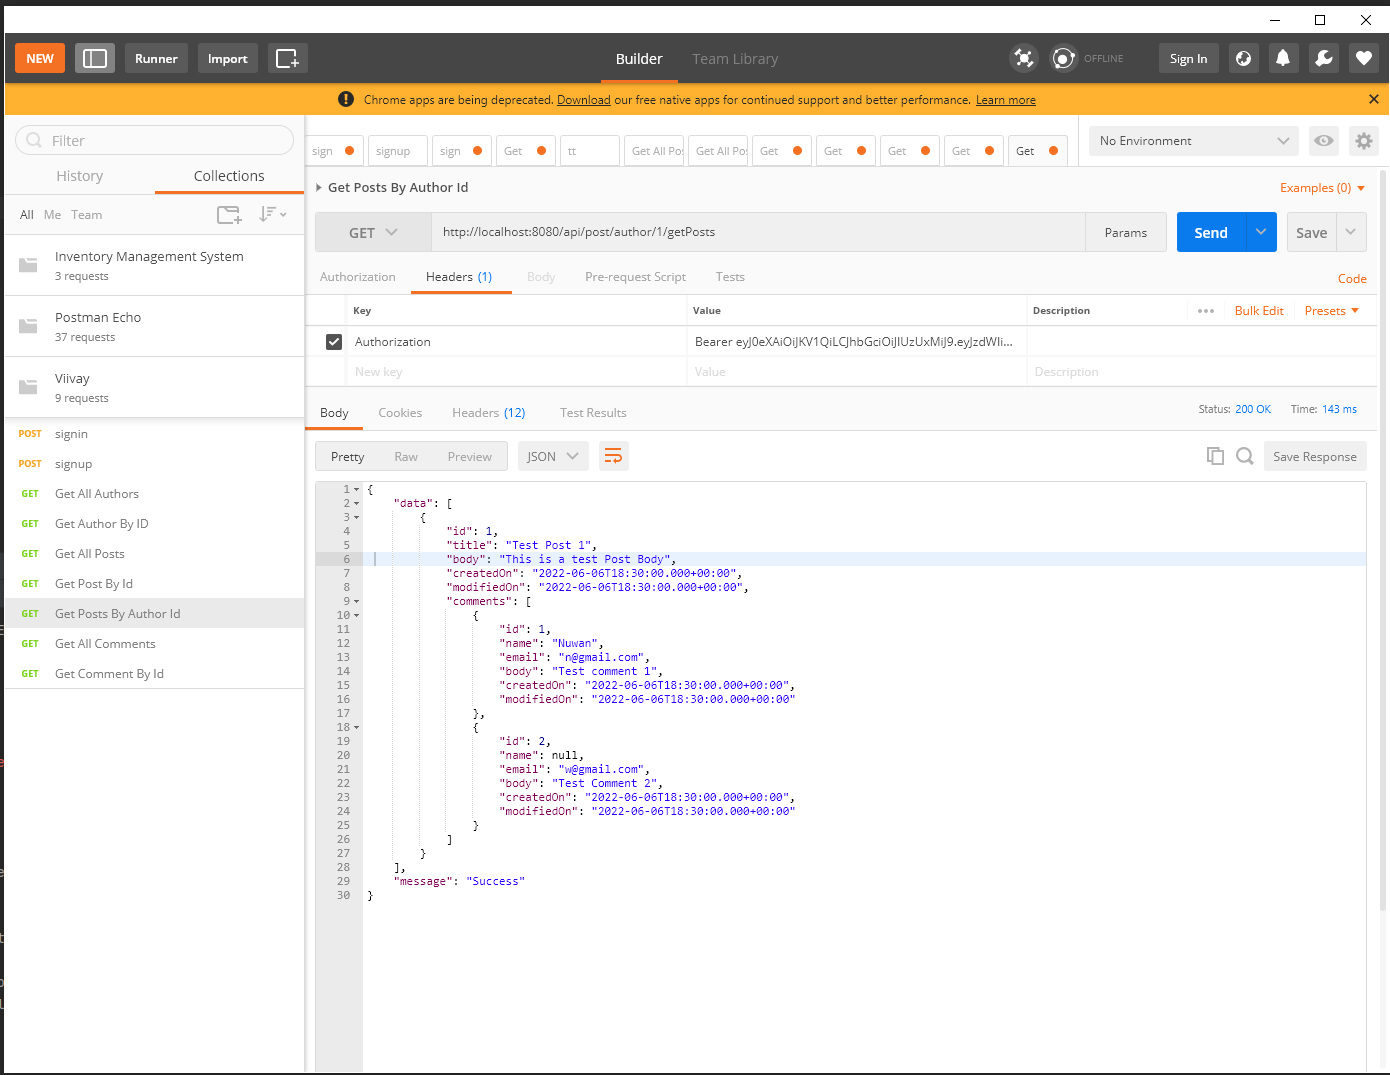 NEW Runner Import Builder Team Library OFFLINE Sign In
Chrome apps are being deprecated. Download our free native apps for continued support and better performance. Learn more
Filter
History Collections
All Me Team
Inventory Management System
3 requests
Postman Echo
37 requests
Viivay
9 requests
POST signin
POST signup
GET Get All Authors
GET Get Author By ID
GET Get All Posts
GET Get Post By Id
GET Get Posts By Author Id
GET Get All Comments
GET Get Comment By Id
sign signup sign Get tt Get All Pos Get All Pos Get Get Get Get Get
No Environment
Get Posts By Author Id Examples (0)
GET http://localhost:8080/api/post/author/1/getPosts Params Send Save
Authorization Headers (1) Body Pre-request Script Tests Code
Key Value Description ••• Bulk Edit Presets
Authorization Bearer
New key Value Description
Body Cookies Headers (12) Test Results Status: 200 OK Time: 143 ms
Pretty Raw Preview JSON Save Response
1 {
2 "data": [
3 {
4 "id": 1,
5 "title": "Test Post 1",
6 "body": "This is a test Post Body",
7 "createdOn": "2022-06-06T18:30:00.000+00:00",
8 "modifiedOn": "2022-06-06T18:30:00.000+00:00",
9 "comments": [
10 {
11 "id": 1,
12 "name": "Nuwan",
13 "email": "n@gmail.com",
14 "body": "Test comment 1",
15 "createdOn": "2022-06-06T18:30:00.000+00:00",
16 "modifiedOn": "2022-06-06T18:30:00.000+00:00"
17 },
18 {
19 "id": 2,
20 "name": null,
21 "email": "w@gmail.com",
22 "body": "Test Comment 2",
23 "createdOn": "2022-06-06T18:30:00.000+00:00",
24 "modifiedOn": "2022-06-06T18:30:00.000+00:00"
25 }
26 ]
27 }
28 ],
29 "message": "Success"
30 }